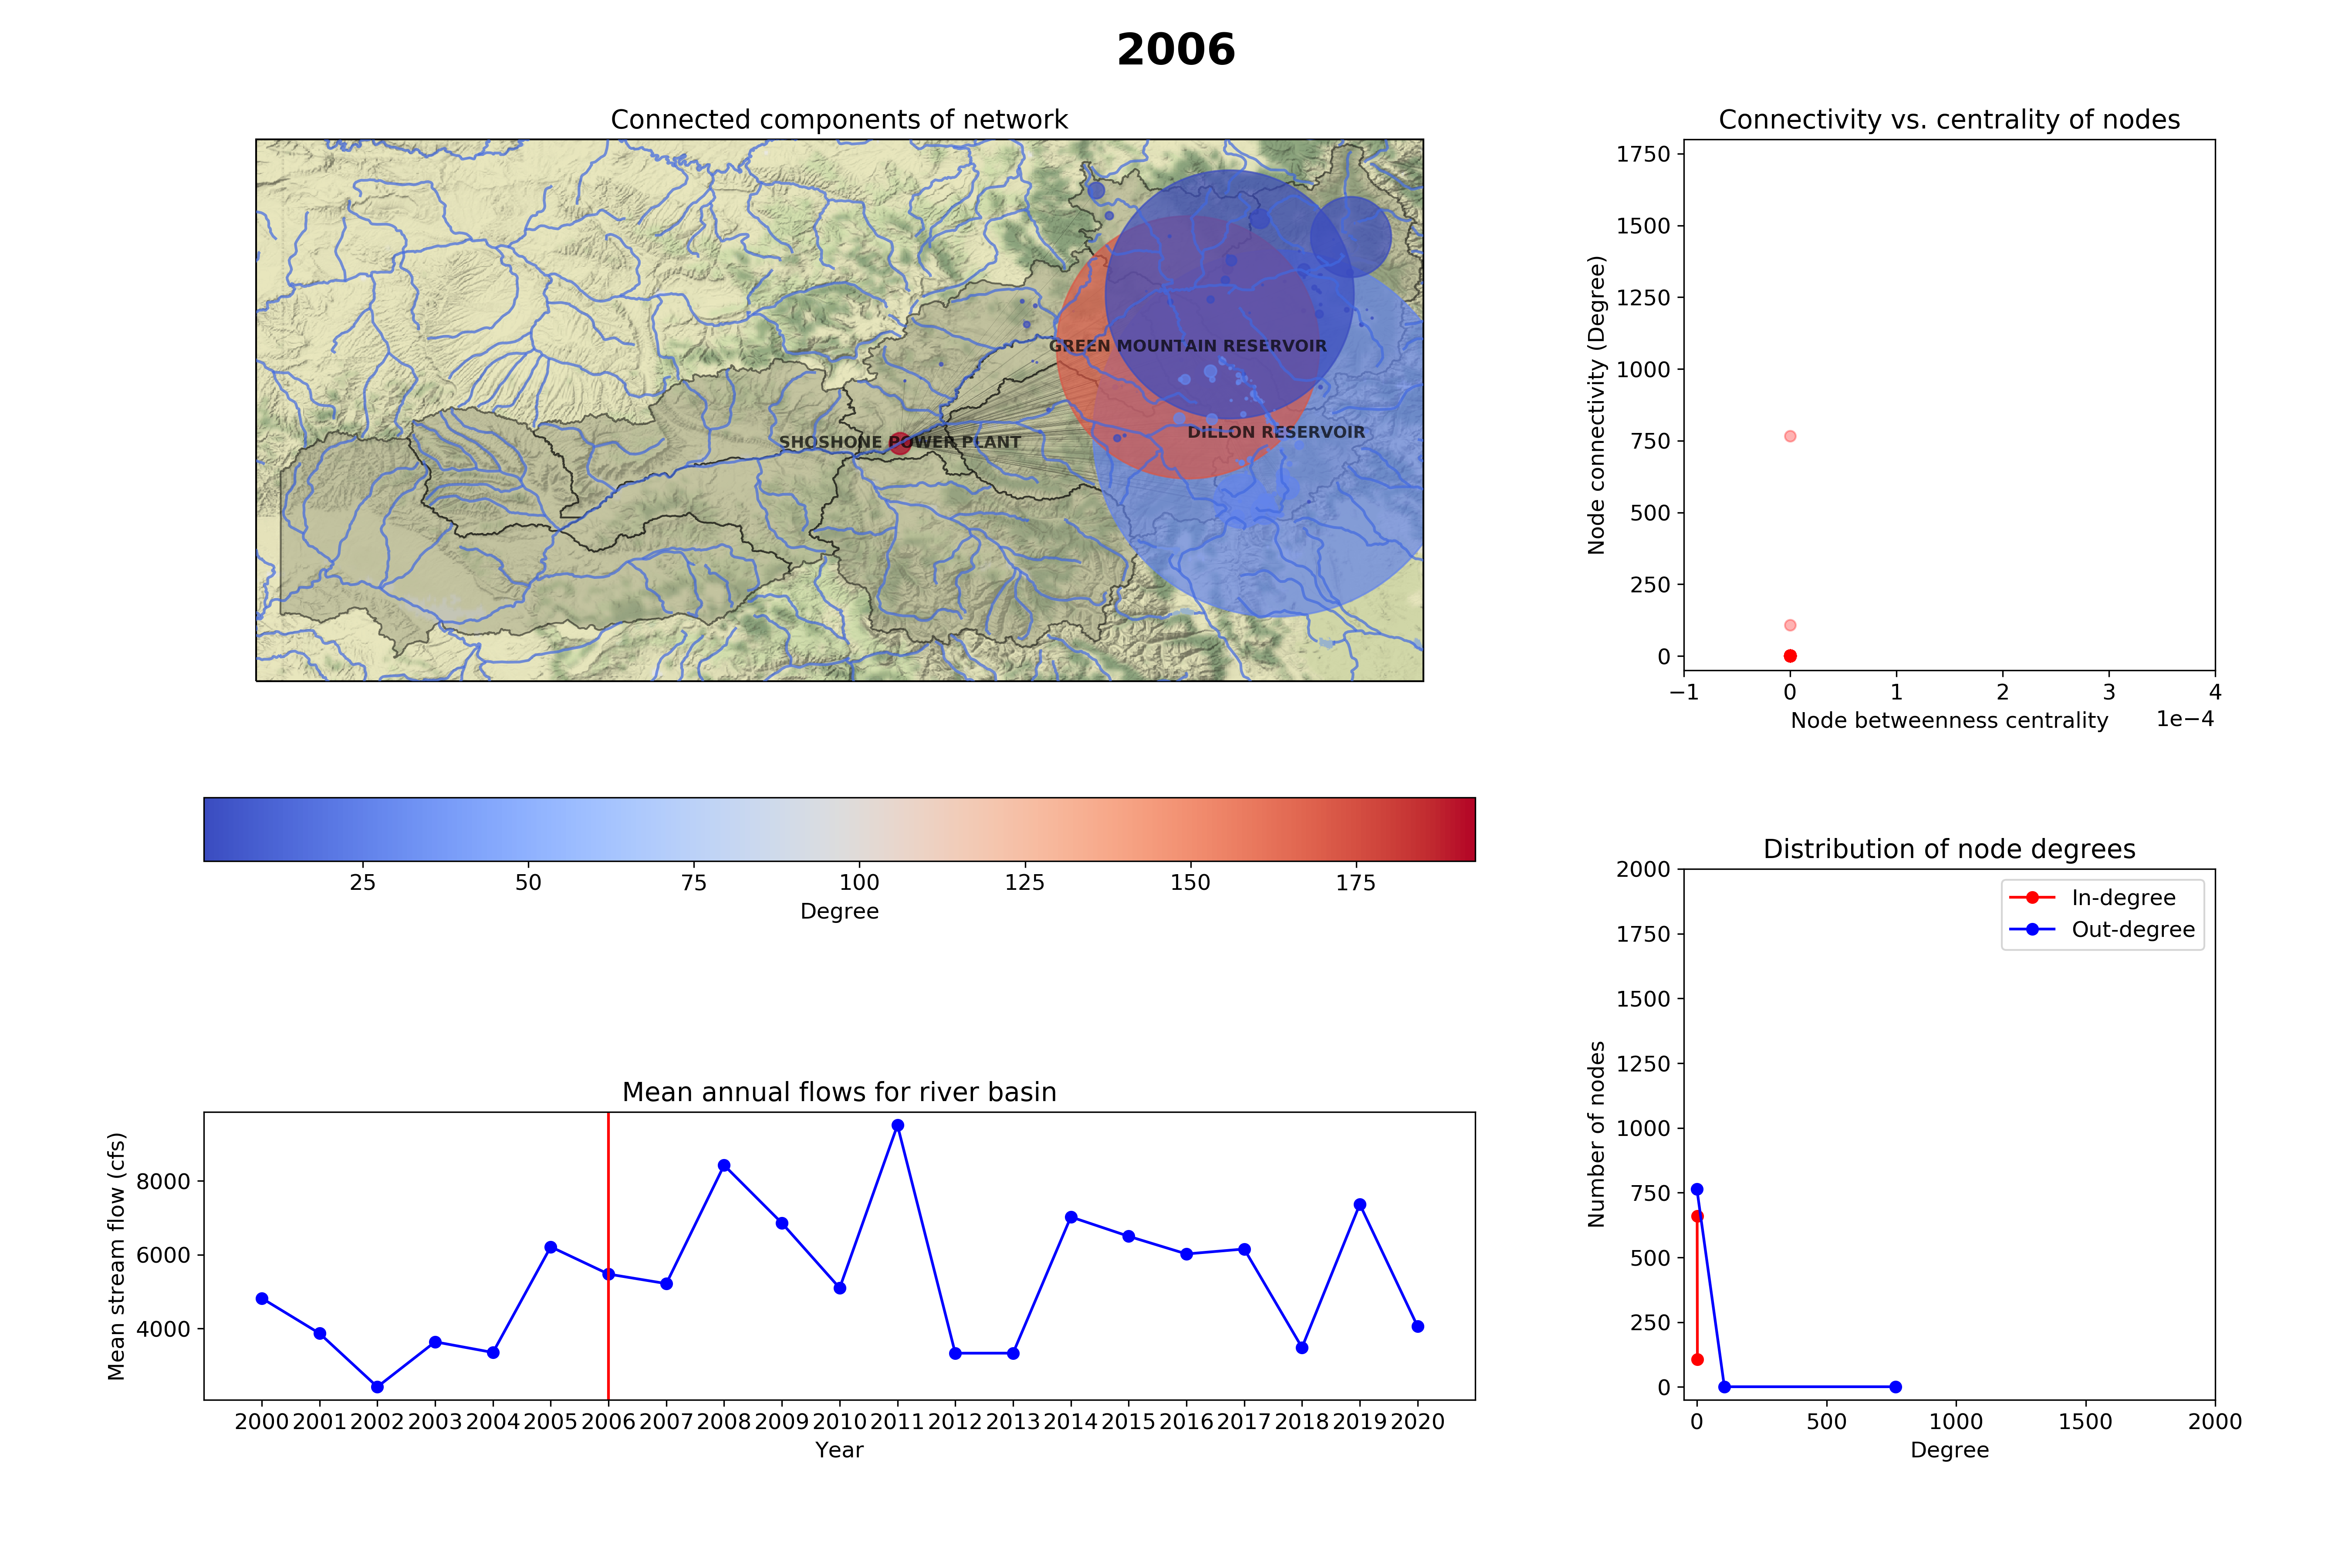 2006
Connected components of network
GREEN MOUNTAIN RESERVOIR
DILLON RESERVOIR
SHOSHONE POWER PLANT
25 50 75 100 125 150 175
Degree
Connectivity vs. centrality of nodes
Node connectivity (Degree)
1750
1500
1250
1000
750
500
250
0
−1 0 1 2 3 4
Node betweenness centrality
1e−4
Mean annual flows for river basin
Mean stream flow (cfs)
8000
6000
4000
2000 2001 2002 2003 2004 2005 2006 2007 2008 2009 2010 2011 2012 2013 2014 2015 2016 2017 2018 2019 2020
Year
Distribution of node degrees
Number of nodes
2000
1750
1500
1250
1000
750
500
250
0
In-degree
Out-degree
0 500 1000 1500 2000
Degree